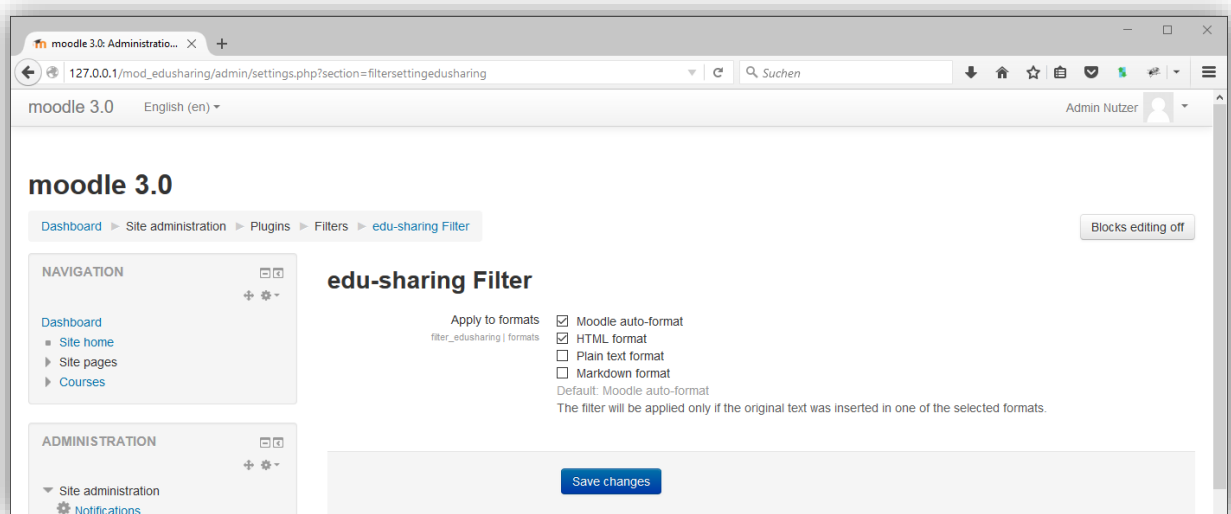 moodle 3.0: Administratio...
127.0.0.1/mod_edusharing/admin/settings.php?section=filtersettingedusharing
Suchen
moodle 3.0 English (en)
Admin Nutzer
moodle 3.0
Dashboard Site administration Plugins Filters edu-sharing Filter
Blocks editing off
NAVIGATION
Dashboard
Site home
Site pages
Courses
ADMINISTRATION
Site administration
Notifications
edu-sharing Filter
Apply to formats
filter_edusharing | formats
Moodle auto-format
HTML format
Plain text format
Markdown format
Default: Moodle auto-format
The filter will be applied only if the original text was inserted in one of the selected formats.
Save changes